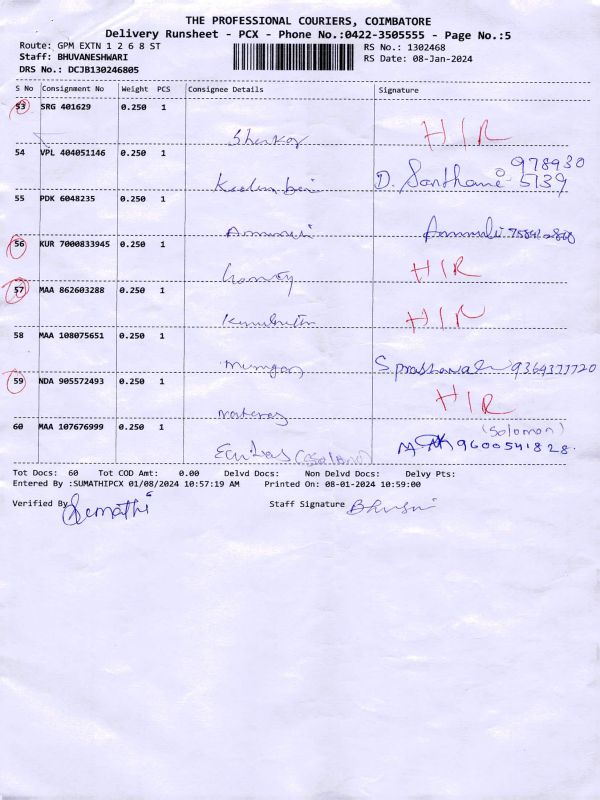 THE PROFESSIONAL COURIERS, COIMBATORE
Delivery Runsheet - PCX - Phone No.:0422-3505555 - Page No.:5
Route: GPM EXTN 1 2 6 8 ST
RS No.: 1302468
Staff: BHUVANESHWARI
RS Date: 08-Jan-2024
DRS No.: DCJB130246805
S No Consignment No Weight PCS Consignee Details Signature
53 SRG 401629 0.250 1
HIR
54 VPL 404051146 0.250 1
978930
D. Santhani 5139
55 PDK 6048235 0.250 1
56 KUR 7000833945 0.250 1
HIR
57 MAA 862603288 0.250 1
HIR
58 MAA 108075651 0.250 1
9364377720
59 NDA 905572493 0.250 1
HIR
60 MAA 107676999 0.250 1
(Solomon)
9600541828.
Tot Docs: 60 Tot COD Amt: 0.00 Delvd Docs: Non Delvd Docs: Delvy Pts:
Entered By :SUMATHIPCX 01/08/2024 10:57:19 AM Printed On: 08-01-2024 10:59:00
Verified By Sumathi Staff Signature